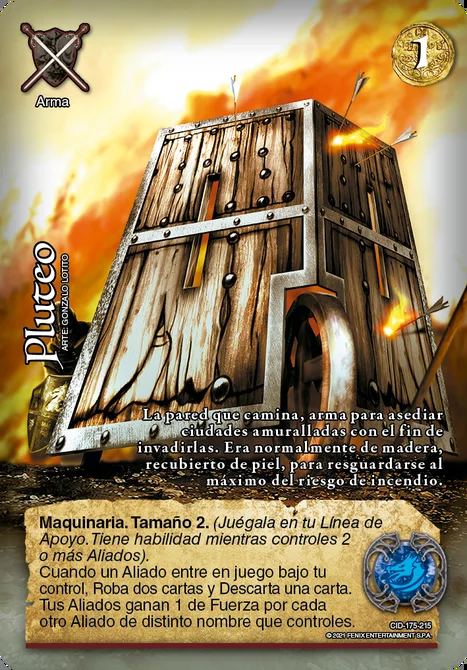 1
Arma
Pluteo
ARTE: GONZALO LOTITO
La pared que camina, arma para asediar
ciudades amuralladas con el fin de
invadirlas. Era normalmente de madera,
recubierto de piel, para resguardarse al
máximo del riesgo de incendio.
Maquinaria. Tamaño 2. (Juégala en tu Línea de
Apoyo.Tiene habilidad mientras controles 2
o más Aliados).
Cuando un Aliado entre en juego bajo tu
control, Roba dos cartas y Descarta una carta.
Tus Aliados ganan 1 de Fuerza por cada
otro Aliado de distinto nombre que controles.
CID-175-215
© 2021 FENIX ENTERTAINMENT S.P.A.